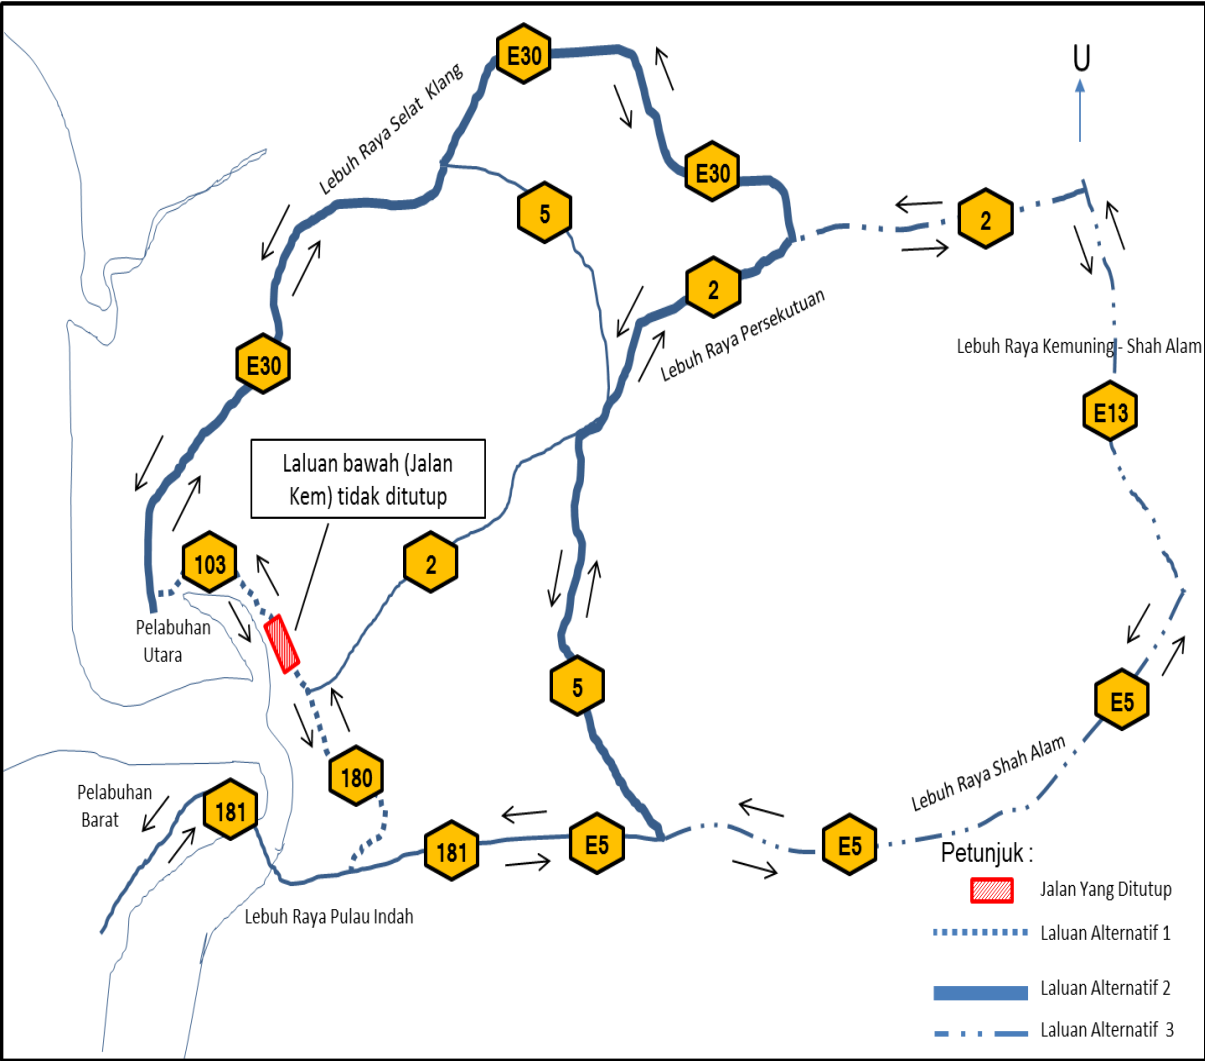 E30
U
Lebuh Raya Selat Klang
E30
5
2
2
Lebuh Raya Persekutuan
Lebuh Raya Kemuning - Shah Alam
E30
E13
Laluan bawah (Jalan
Kem) tidak ditutup
103
2
Pelabuhan
Utara
5
E5
180
Lebuh Raya Shah Alam
Pelabuhan
Barat
181
181
E5
E5
Lebuh Raya Pulau Indah
Petunjuk :
Jalan Yang Ditutup
Laluan Alternatif 1
Laluan Alternatif 2
Laluan Alternatif 3